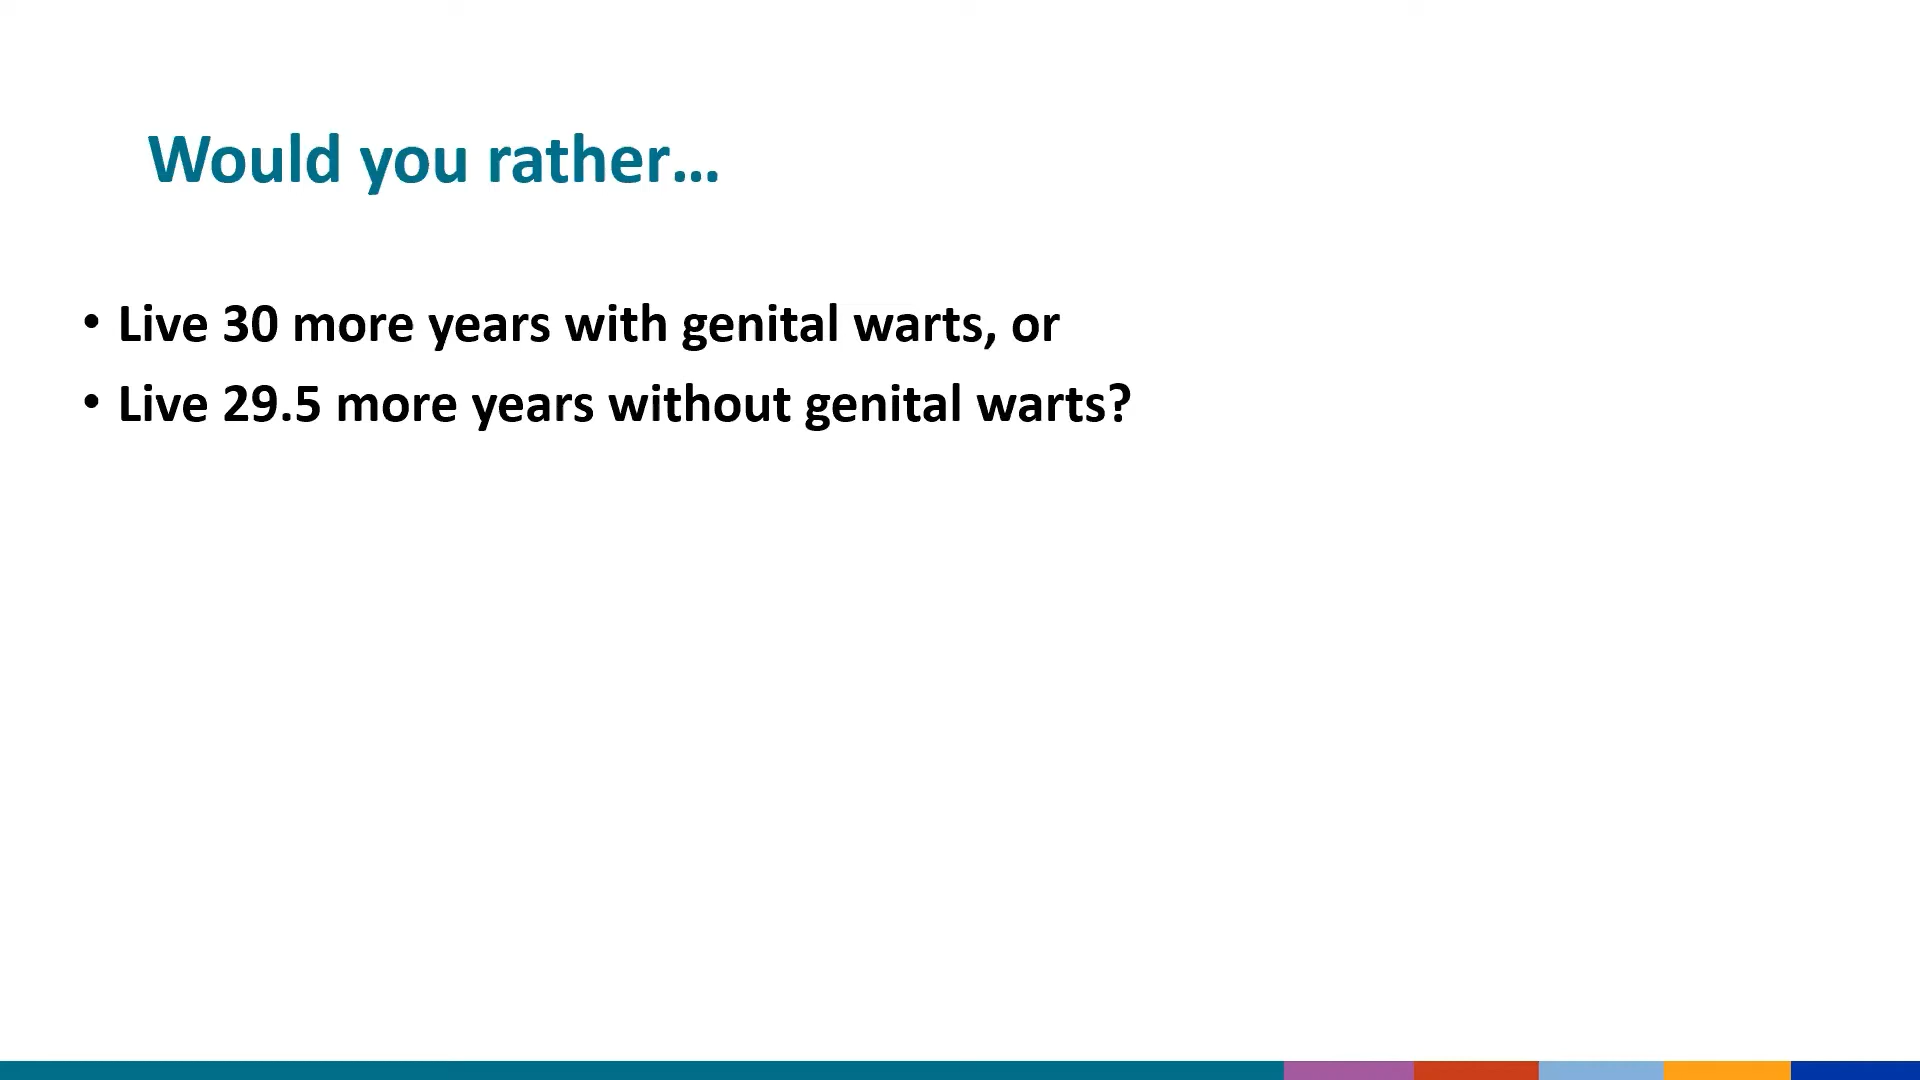 Would you rather…
• Live 30 more years with genital warts, or
• Live 29.5 more years without genital warts?